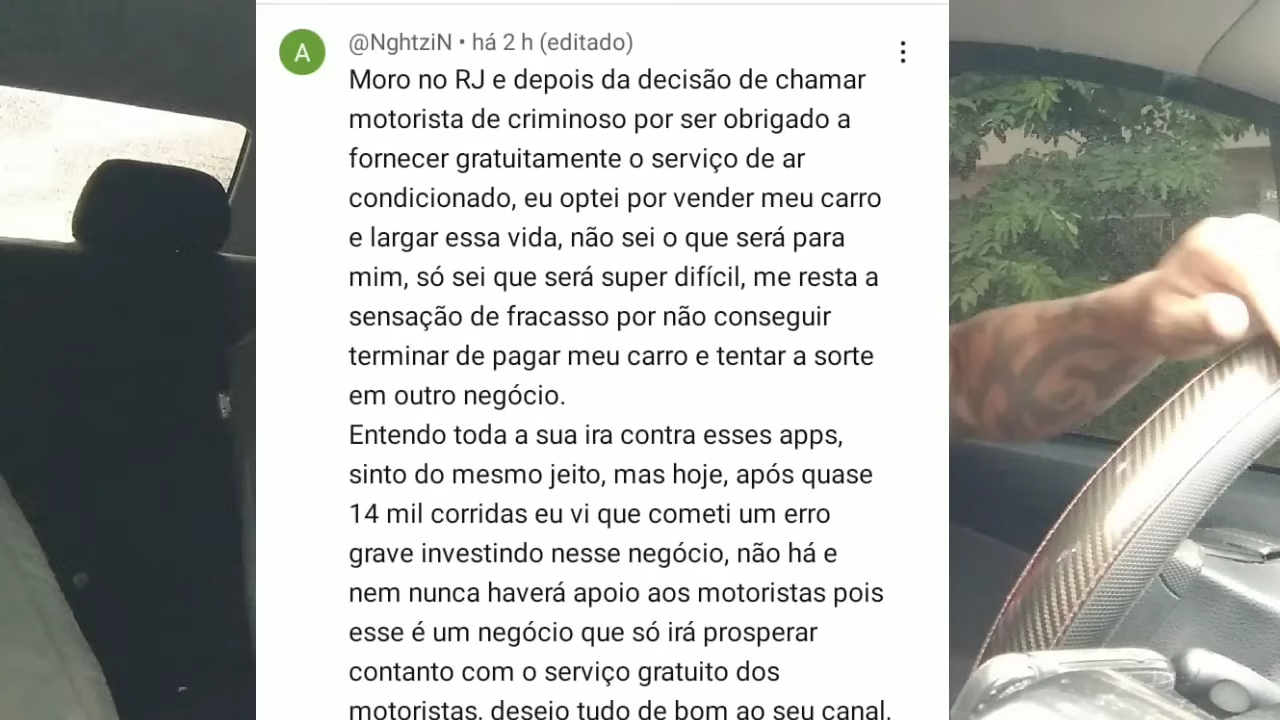 A
@NghtziN • há 2 h (editado)
Moro no RJ e depois da decisão de chamar
motorista de criminoso por ser obrigado a
fornecer gratuitamente o serviço de ar
condicionado, eu optei por vender meu carro
e largar essa vida, não sei o que será para
mim, só sei que será super difícil, me resta a
sensação de fracasso por não conseguir
terminar de pagar meu carro e tentar a sorte
em outro negócio.
Entendo toda a sua ira contra esses apps,
sinto do mesmo jeito, mas hoje, após quase
14 mil corridas eu vi que cometi um erro
grave investindo nesse negócio, não há e
nem nunca haverá apoio aos motoristas pois
esse é um negócio que só irá prosperar
contanto com o serviço gratuito dos
motoristas, desejo tudo de bom ao seu canal,